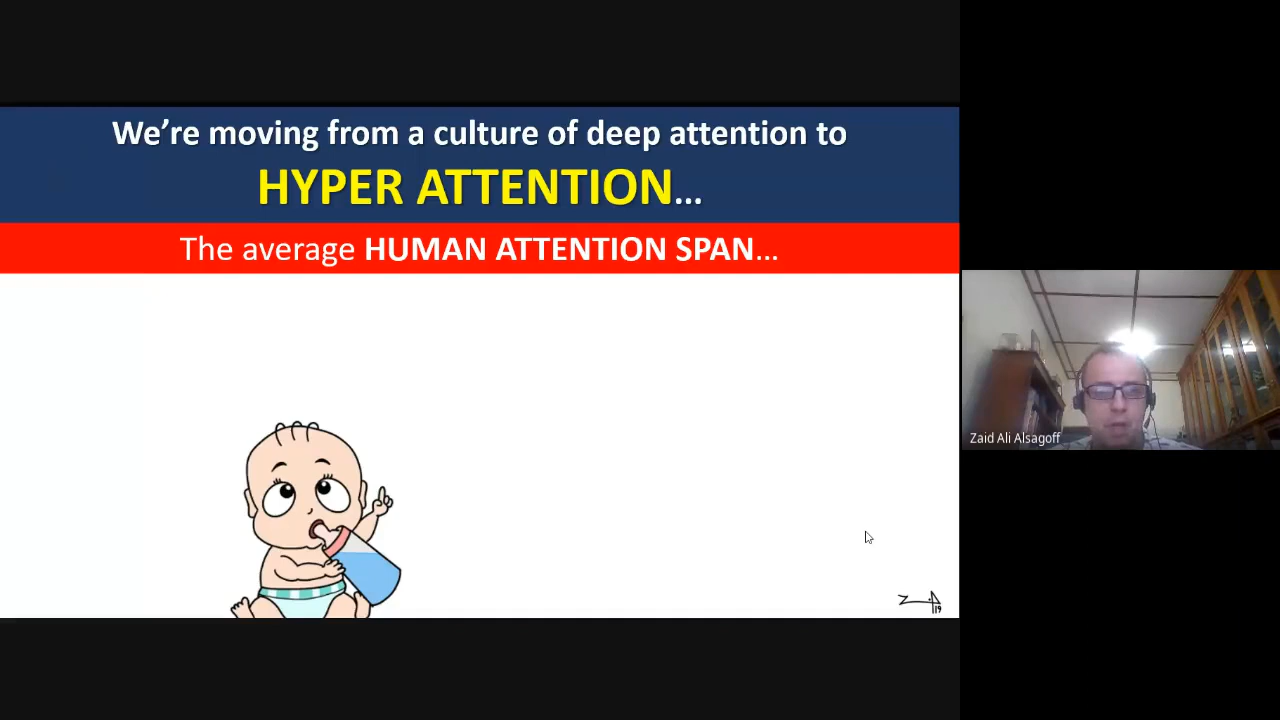 We’re moving from a culture of deep attention to
HYPER ATTENTION...
The average HUMAN ATTENTION SPAN...
Zaid Ali Alsagoff